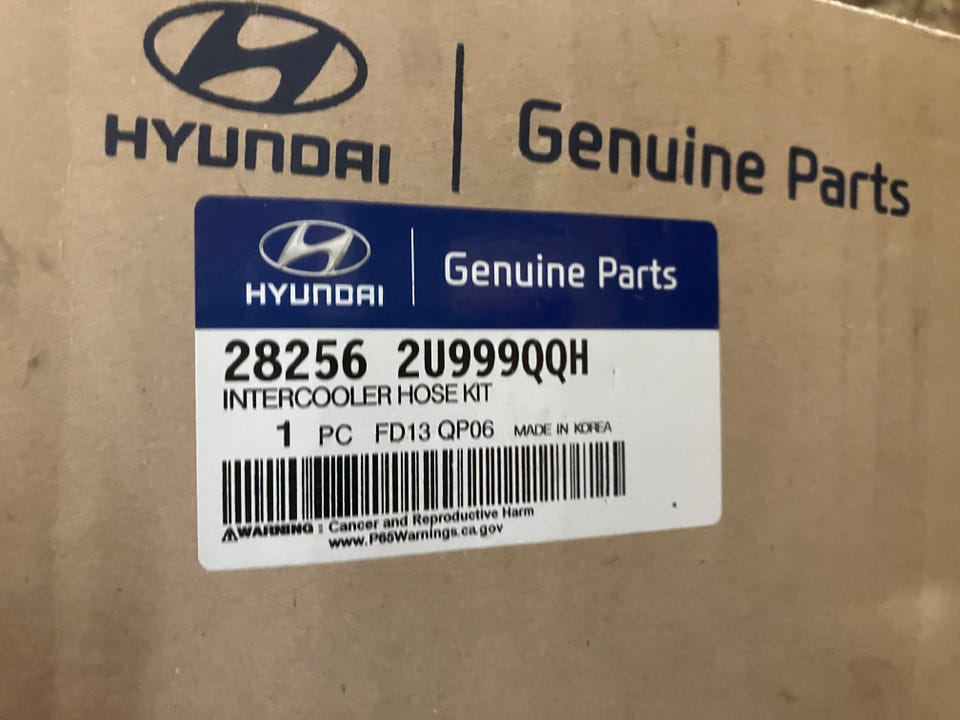 HYUNDAI | Genuine Parts
HYUNDAI | Genuine Parts
28256 2U999QQH
INTERCOOLER HOSE KIT
1 PC FD13 QP06 MADE IN KOREA
⚠WARNING : Cancer and Reproductive Harm
www.P65Warnings.ca.gov